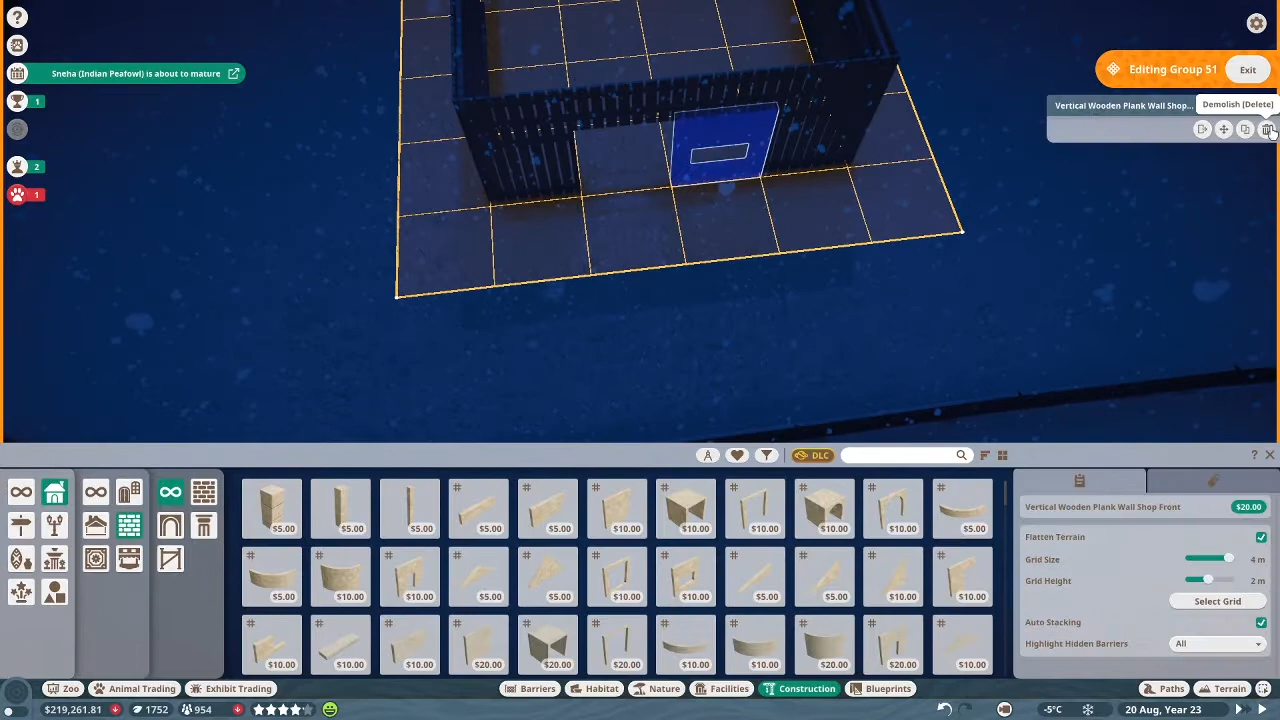 ?
Sneha (Indian Peafowl) is about to mature
1
2
1
Editing Group 51
Exit
Vertical Wooden Plank Wall Shop...
Demolish (Delete)
DLC
?
$5.00 $5.00 $5.00 $5.00 $5.00 $10.00 $10.00 $10.00 $10.00 $10.00 $5.00
$5.00 $10.00 $10.00 $5.00 $5.00 $10.00 $10.00 $10.00 $5.00 $10.00 $10.00
$10.00 $10.00 $10.00 $20.00 $20.00 $20.00 $10.00 $10.00 $20.00 $10.00 $10.00
Vertical Wooden Plank Wall Shop Front
$20.00
Flatten Terrain
Grid Size
4 m
Grid Height
2 m
Select Grid
Auto Stacking
Highlight Hidden Barriers
All
Zoo
Animal Trading
Exhibit Trading
Barriers
Habitat
Nature
Facilities
Construction
Blueprints
Paths
Terrain
$219,261.81
1752
954
-5°C
20 Aug, Year 23